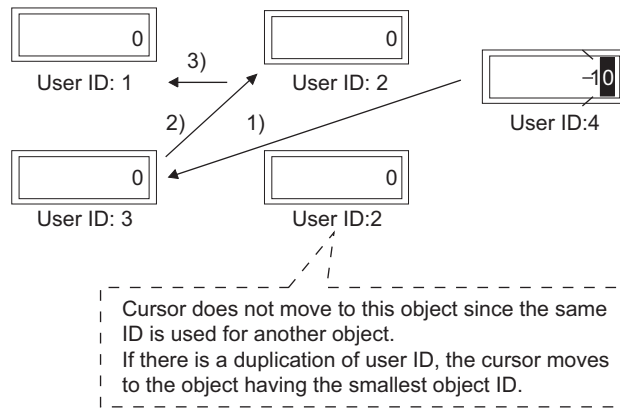 0
0
3)
User ID: 1
User ID: 2
10
User ID:4
2)
1)
0
0
User ID: 3
User ID:2
Cursor does not move to this object since the same
ID is used for another object.
If there is a duplication of user ID, the cursor moves
to the object having the smallest object ID.